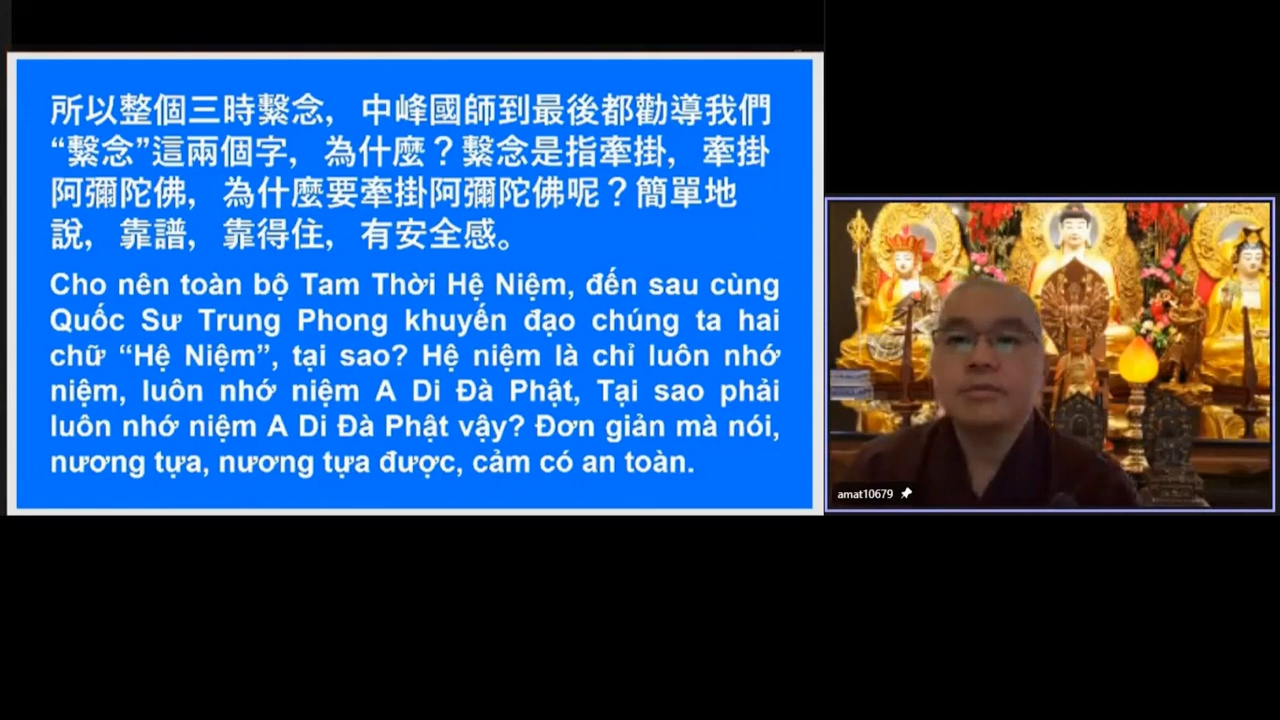 所以整個三時繫念，中峰國師到最後都勸導我們
“繫念”這兩個字，為什麼？繫念是指牽掛，牽掛
阿彌陀佛，為什麼要牽掛阿彌陀佛呢？簡單地
說，靠譜，靠得住，有安全感。
Cho nên toàn bộ Tam Thời Hệ Niệm, đến sau cùng
Quốc Sư Trung Phong khuyến đạo chúng ta hai
chữ “Hệ Niệm”, tại sao? Hệ niệm là chỉ luôn nhớ
niệm, luôn nhớ niệm A Di Đà Phật, Tại sao phải
luôn nhớ niệm A Di Đà Phật vậy? Đơn giản mà nói,
nương tựa, nương tựa được, cảm có an toàn.
amat10679